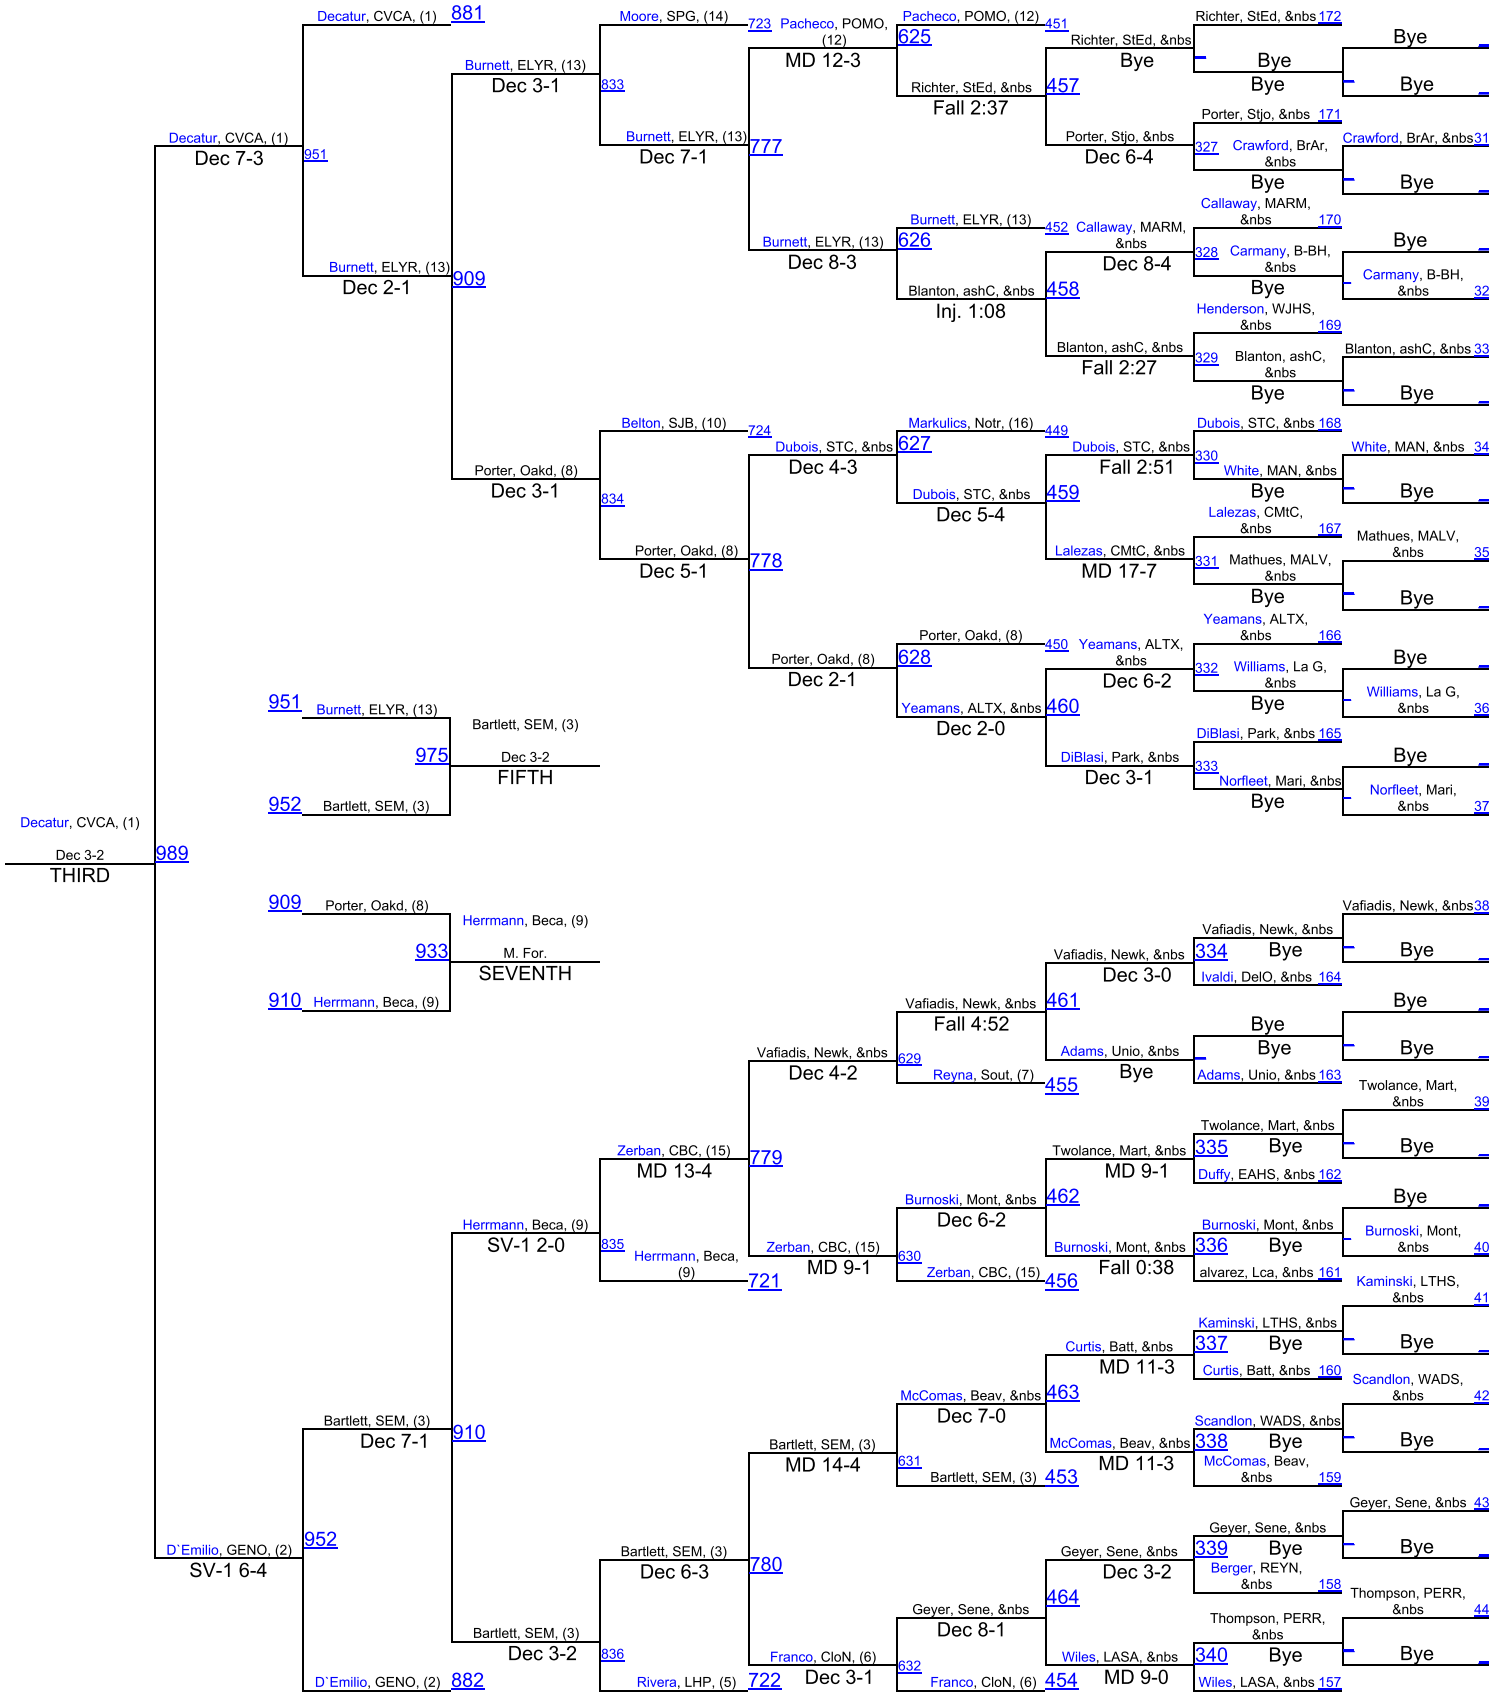 Decatur, CVCA, (1) 881
Moore, SPG, (14)
723 Pacheco, POMO, (12)
MD 12-3
Pacheco, POMO, (12)
451
625
Richter, StEd, &nbs
Bye
Richter, StEd, &nbs 172
Bye
Bye
Bye
Bye
Burnett, ELYR, (13)
Dec 3-1
833
Richter, StEd, &nbs
Fall 2:37
457
Porter, Stjo, &nbs 171
Decatur, CVCA, (1)
Dec 7-3
951
Burnett, ELYR, (13)
Dec 7-1
777
Porter, Stjo, &nbs
Dec 6-4
327 Crawford, BrAr, &nbs
Bye
Crawford, BrAr, &nbs 31
Bye
Callaway, MARM, &nbs 170
Burnett, ELYR, (13)
452 Callaway, MARM, &nbs
Dec 8-4
626
Burnett, ELYR, (13)
Dec 8-3
328 Carmany, B-BH, &nbs
Bye
Bye
Carmany, B-BH, &nbs 32
Burnett, ELYR, (13)
Dec 2-1
909
Blanton, ashC, &nbs
Inj. 1:08
458
Henderson, WJHS, &nbs 169
Blanton, ashC, &nbs
Fall 2:27
329 Blanton, ashC, &nbs
Bye
Blanton, ashC, &nbs 33
Bye
Belton, SJB, (10)
724
Markulics, Notr, (16)
449
Dubois, STC, &nbs 168
Dubois, STC, &nbs
Dec 4-3
627
Dubois, STC, &nbs
Fall 2:51
330
White, MAN, &nbs
Bye
White, MAN, &nbs 34
Bye
Porter, Oakd, (8)
Dec 3-1
834
Dubois, STC, &nbs
Dec 5-4
459
Lalezas, CMtC, &nbs 167
Porter, Oakd, (8)
Dec 5-1
778
Lalezas, CMtC, &nbs
MD 17-7
331 Mathues, MALV, &nbs
Bye
Mathues, MALV, &nbs 35
Bye
Yeamans, ALTX, &nbs 166
Porter, Oakd, (8)
450 Yeamans, ALTX, &nbs
Dec 6-2
628
Porter, Oakd, (8)
Dec 2-1
332 Williams, La G, &nbs
Bye
Bye
Williams, La G, &nbs 36
951
Burnett, ELYR, (13)
Bartlett, SEM, (3)
Yeamans, ALTX, &nbs
Dec 2-0
460
DiBlasi, Park, &nbs 165
975
Dec 3-2
FIFTH
DiBlasi, Park, &nbs
Dec 3-1
333
Norfleet, Mari, &nbs
Bye
Bye
Norfleet, Mari, &nbs 37
952
Bartlett, SEM, (3)
Decatur, CVCA, (1)
Dec 3-2
THIRD
989
909
Porter, Oakd, (8)
Herrmann, Beca, (9)
Vafiadis, Newk, &nbs 38
Vafiadis, Newk, &nbs
334 Bye
Bye
933
M. For.
SEVENTH
Vafiadis, Newk, &nbs
Dec 3-0
Ivaldi, DelO, &nbs 164
910
Herrmann, Beca, (9)
Vafiadis, Newk, &nbs
Fall 4:52
461
Bye
Bye
Bye
Bye
Vafiadis, Newk, &nbs
Dec 4-2
629
Adams, Unio, &nbs
Bye
Reyna, Sout, (7)
455
Adams, Unio, &nbs 163
Twolance, Mart, &nbs 39
Twolance, Mart, &nbs
335 Bye
Bye
Zerban, CBC, (15)
MD 13-4
779
Twolance, Mart, &nbs
MD 9-1
Duffy, EAHS, &nbs 162
Burnoski, Mont, &nbs
Dec 6-2
462
Bye
Herrmann, Beca, (9)
SV-1 2-0
835
Burnoski, Mont, &nbs
336 Bye
Burnoski, Mont, &nbs 40
Herrmann, Beca, (9)
721
Zerban, CBC, (15)
MD 9-1
630
Burnoski, Mont, &nbs
Fall 0:38
Zerban, CBC, (15)
456
alvarez, Lca, &nbs 161
Kaminski, LTHS, &nbs 41
Kaminski, LTHS, &nbs
337 Bye
Bye
Curtis, Batt, &nbs
MD 11-3
Curtis, Batt, &nbs 160
Scandlon, WADS, &nbs 42
McComas, Beav, &nbs
Dec 7-0
463
Bartlett, SEM, (3)
Dec 7-1
910
Scandlon, WADS, &nbs
338 Bye
Bye
Bartlett, SEM, (3)
MD 14-4
631
McComas, Beav, &nbs
MD 11-3
McComas, Beav, &nbs 159
Bartlett, SEM, (3) 453
Geyer, Sene, &nbs 43
Geyer, Sene, &nbs
339 Bye
Bye
D`Emilio, GENO, (2)
SV-1 6-4
952
Bartlett, SEM, (3)
Dec 6-3
780
Geyer, Sene, &nbs
Dec 3-2
Berger, REYN, &nbs 158
464
Thompson, PERR, &nbs 44
Geyer, Sene, &nbs
Dec 8-1
Thompson, PERR, &nbs
340 Bye
Bye
Bartlett, SEM, (3)
Dec 3-2
836
Franco, CloN, (6)
Dec 3-1
632
Wiles, LASA, &nbs
MD 9-0
D`Emilio, GENO, (2) 882
Rivera, LHP, (5) 722
Franco, CloN, (6) 454
Wiles, LASA, &nbs 157